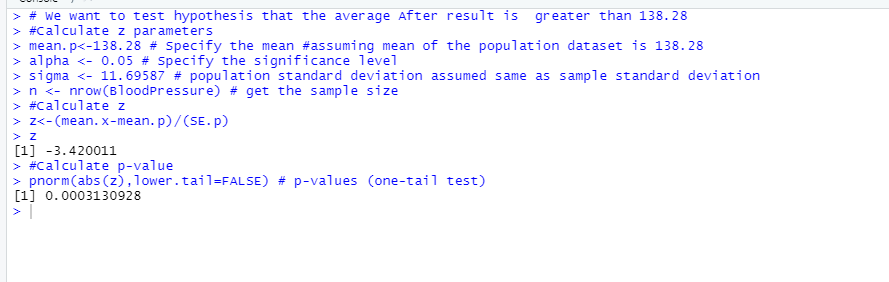 > # We want to test hypothesis that the average After result is  greater than 138.28
> #Calculate z parameters
> mean.p<-138.28 # Specify the mean #assuming mean of the population dataset is 138.28
> alpha <- 0.05 # Specify the significance level
> sigma <- 11.69587 # population standard deviation assumed same as sample standard deviation
> n <- nrow(BloodPressure) # get the sample size
> #Calculate z
> z<-(mean.x-mean.p)/(SE.p)
> z
[1] -3.420011
> #Calculate p-value
> pnorm(abs(z),lower.tail=FALSE) # p-values (one-tail test)
[1] 0.0003130928
>